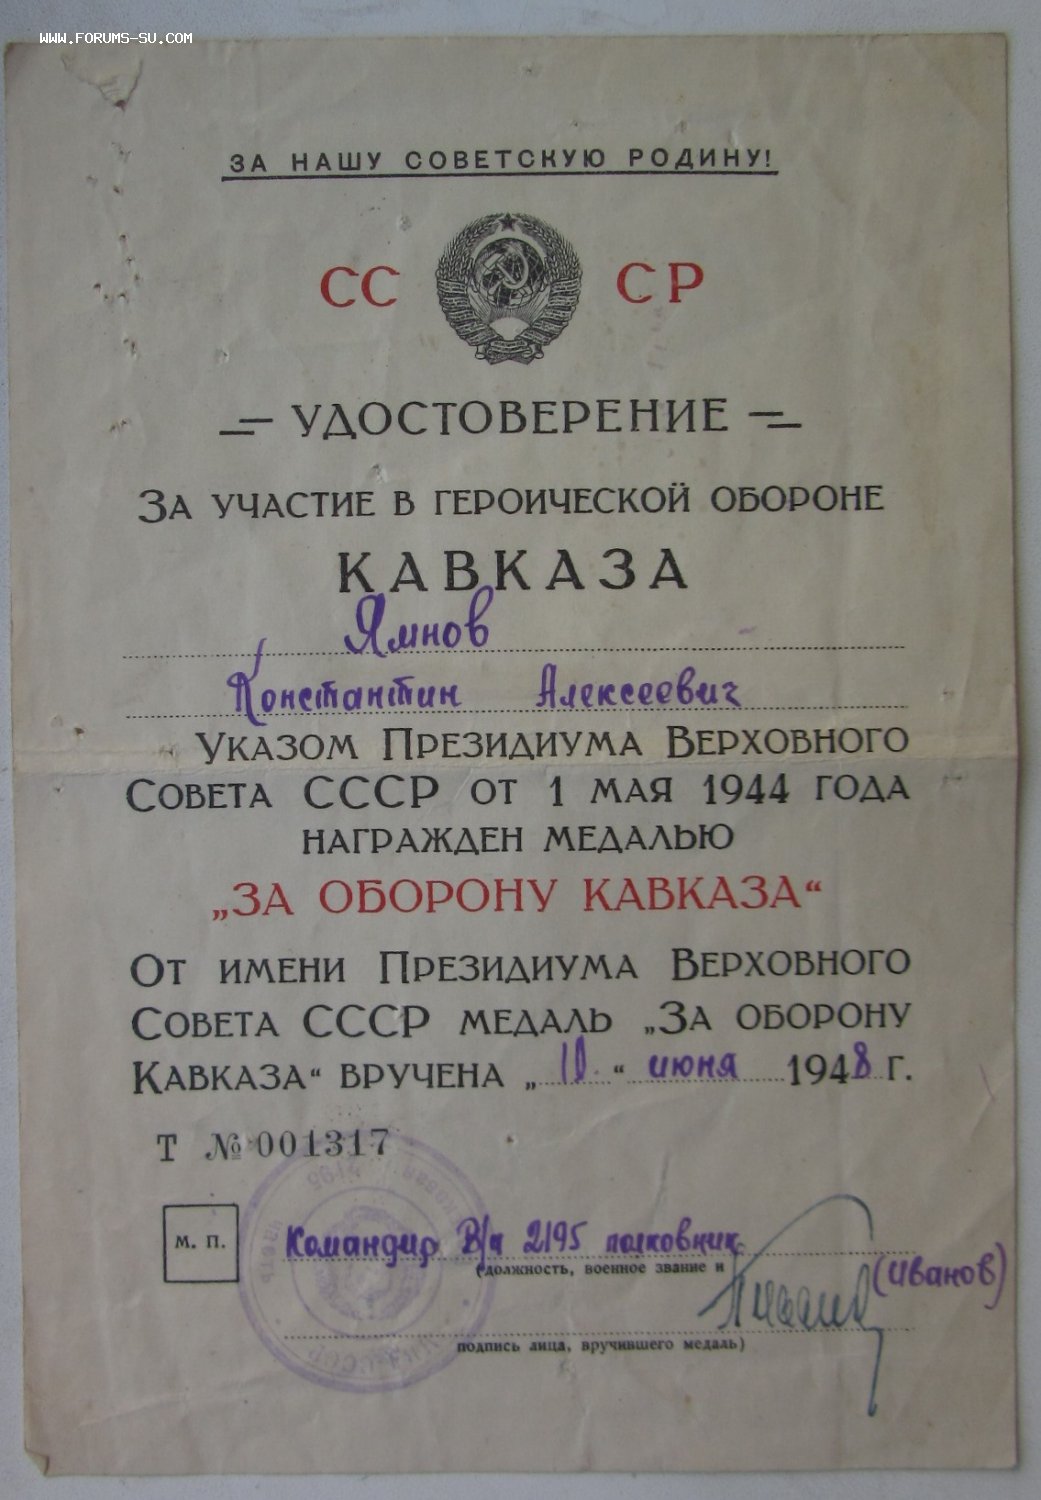 WWW.FORUMS-SU.COM
ЗА НАШУ СОВЕТСКУЮ РОДИНУ!
СС СР
УДОСТОВЕРЕНИЕ
ЗА УЧАСТИЕ В ГЕРОИЧЕСКОЙ ОБОРОНЕ
КАВКАЗА
Ямнов
Константин Алексеевич
УКАЗОМ ПРЕЗИДИУМА ВЕРХОВНОГО
СОВЕТА СССР ОТ 1 МАЯ 1944 ГОДА
НАГРАЖДЕН МЕДАЛЬЮ
„ЗА ОБОРОНУ КАВКАЗА“
ОТ ИМЕНИ ПРЕЗИДИУМА ВЕРХОВНОГО
СОВЕТА СССР МЕДАЛЬ „ЗА ОБОРОНУ
КАВКАЗА“ ВРУЧЕНА „10“ июня 1948 Г.
Т № 001317
М. П.
Командир В/ч 2195 полковник
(должность, военное звание и
(Иванов)
подпись лица, вручившего медаль)